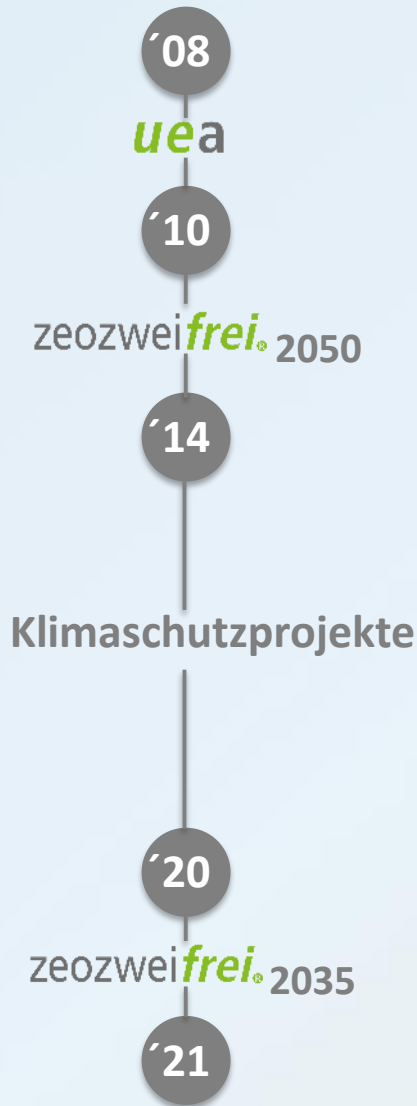 ´08
uea
´10
zeozweifrei® 2050
´14
Klimaschutzprojekte
´20
zeozweifrei® 2035
´21